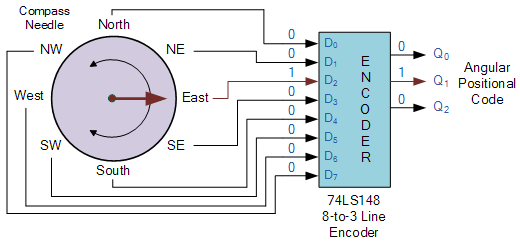 Compass
Needle
North
NW
NE
West
East
SW
SE
South
0
0
1
0
0
0
0
0
D0
D1
D2
D3
D4
D5
D6
D7
E
N
C
O
D
E
R
0
1
0
Q0
Q1
Q2
Angular
Positional
Code
74LS148
8-to-3 Line
Encoder